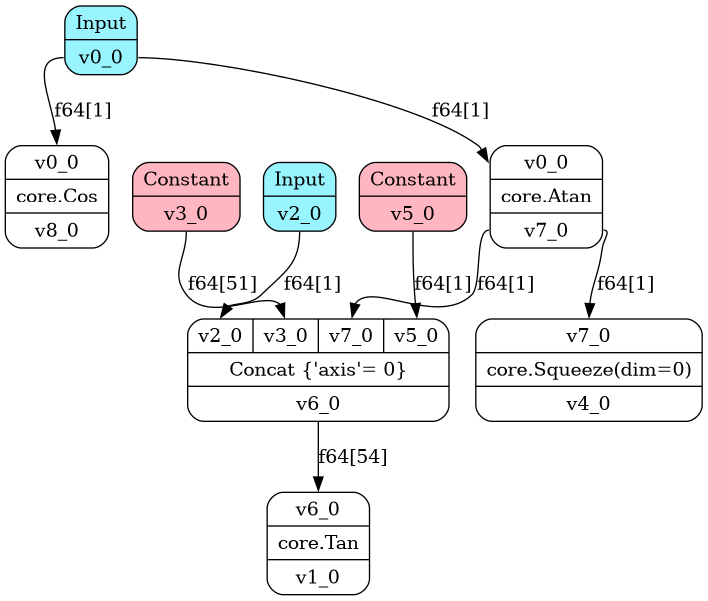 Input
v0_0
f64[1]
f64[1]
v0_0
core.Cos
v8_0
Constant
v3_0
Input
v2_0
Constant
v5_0
v0_0
core.Atan
v7_0
f64[51]
f64[1]
f64[1]
f64[1]
f64[1]
v2_0 v3_0 v7_0 v5_0
Concat {'axis'= 0}
v6_0
v7_0
core.Squeeze(dim=0)
v4_0
f64[54]
v6_0
core.Tan
v1_0